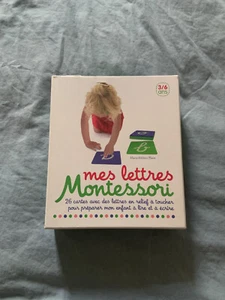 3/6
ans
mes lettres
Montessori
26 cartes avec des lettres en relief à toucher
pour préparer mon enfant à lire et à écrire